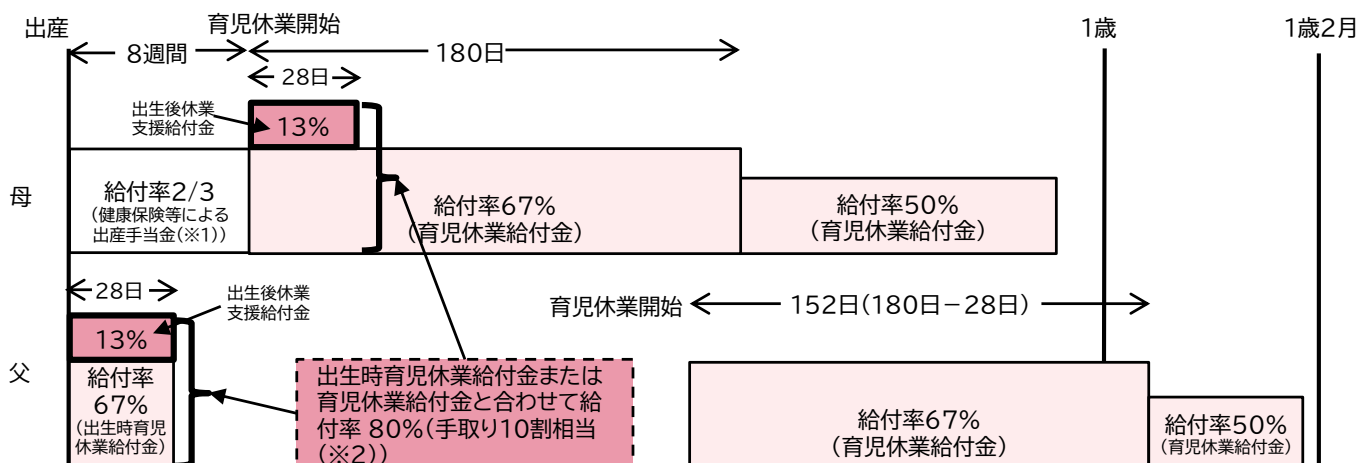 出産
育児休業開始
1歳
1歳2月
8週間
180日
28日
出生後休業
支援給付金
13%
母
給付率2/3
(健康保険等による
出産手当金(※1))
給付率67%
(育児休業給付金)
給付率50%
(育児休業給付金)
28日
出生後休業
支援給付金
育児休業開始
152日(180日－28日)
13%
父
給付率
67%
(出生時育児
休業給付金)
出生時育児休業給付金または
育児休業給付金と合わせて給
付率 80%(手取り10割相当
(※2))
給付率67%
(育児休業給付金)
給付率50%
(育児休業給付金)